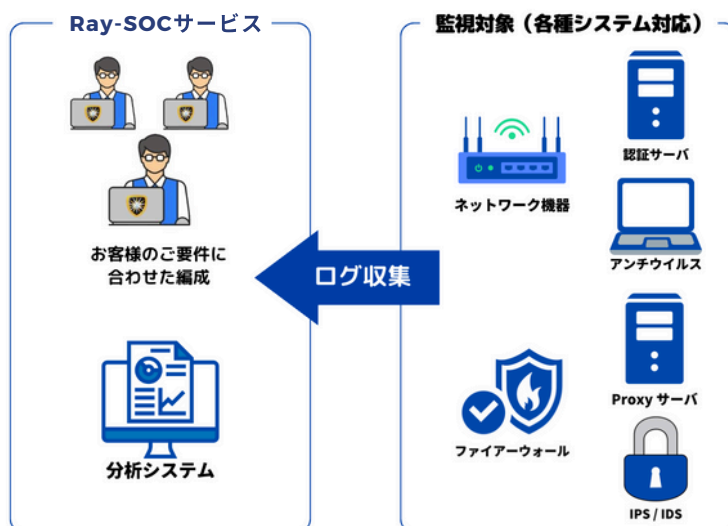 Ray-SOCサービス
お客様のご要件に
合わせた編成
分析システム
ログ収集
監視対象（各種システム対応）
認証サーバ
ネットワーク機器
アンチウイルス
Proxy サーバ
ファイアーウォール
IPS / IDS